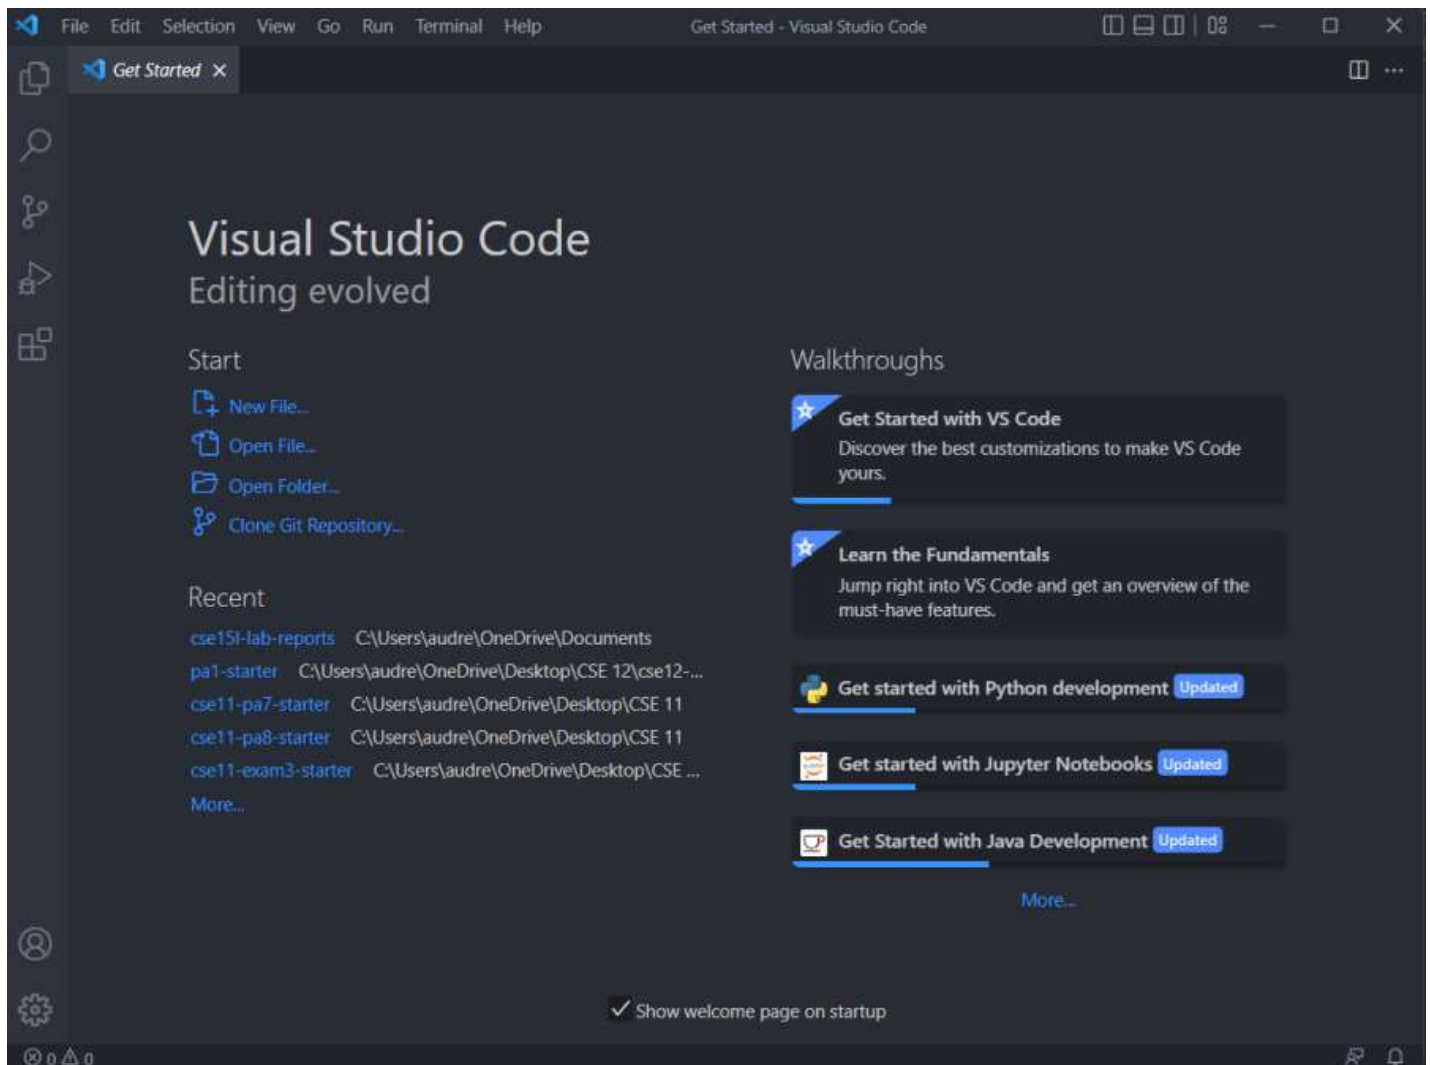 File Edit Selection View Go Run Terminal Help Get Started - Visual Studio Code
Get Started
Visual Studio Code
Editing evolved
Start
New File...
Open File...
Open Folder...
Clone Git Repository...
Recent
cse15l-lab-reports C:\Users\audre\OneDrive\Documents
pa1-starter C:\Users\audre\OneDrive\Desktop\CSE 12\cse12-...
cse11-pa7-starter C:\Users\audre\OneDrive\Desktop\CSE 11
cse11-pa8-starter C:\Users\audre\OneDrive\Desktop\CSE 11
cse11-exam3-starter C:\Users\audre\OneDrive\Desktop\CSE ...
More...
Walkthroughs
Get Started with VS Code
Discover the best customizations to make VS Code
yours.
Learn the Fundamentals
Jump right into VS Code and get an overview of the
must-have features.
Get started with Python development Updated
Get started with Jupyter Notebooks Updated
Get Started with Java Development Updated
More...
Show welcome page on startup
0 0